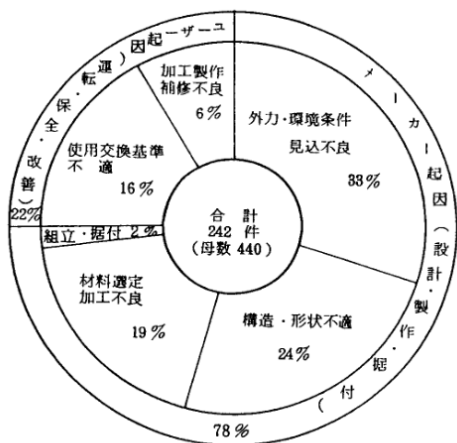 ユーザー起因(運転・保全・改善)
22%
メーカー起因(設計・製作・据付)
78%
外力・環境条件
見込不良
33%
構造・形状不適
24%
材料選定
加工不良
19%
組立・据付 2%
使用交換基準
不適
16%
加工製作
補修不良
6%
合計
242 件
(母数 440)